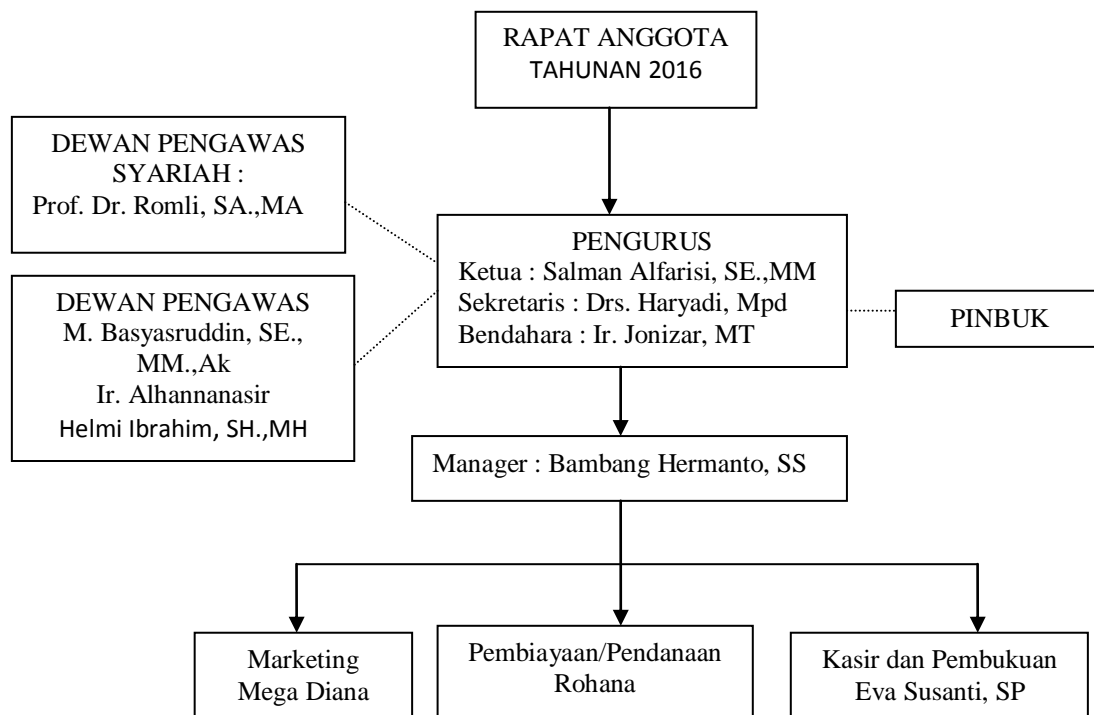 RAPAT ANGGOTA
TAHUNAN 2016
DEWAN PENGAWAS
SYARIAH :
Prof. Dr. Romli, SA.,MA
PENGURUS
Ketua : Salman Alfarisi, SE.,MM
Sekretaris : Drs. Haryadi, Mpd
Bendahara : Ir. Jonizar, MT
DEWAN PENGAWAS
M. Basyasruddin, SE.,
MM.,Ak
Ir. Alhannanasir
Helmi Ibrahim, SH.,MH
PINBUK
Manager : Bambang Hermanto, SS
Marketing
Mega Diana
Pembiayaan/Pendanaan
Rohana
Kasir dan Pembukuan
Eva Susanti, SP